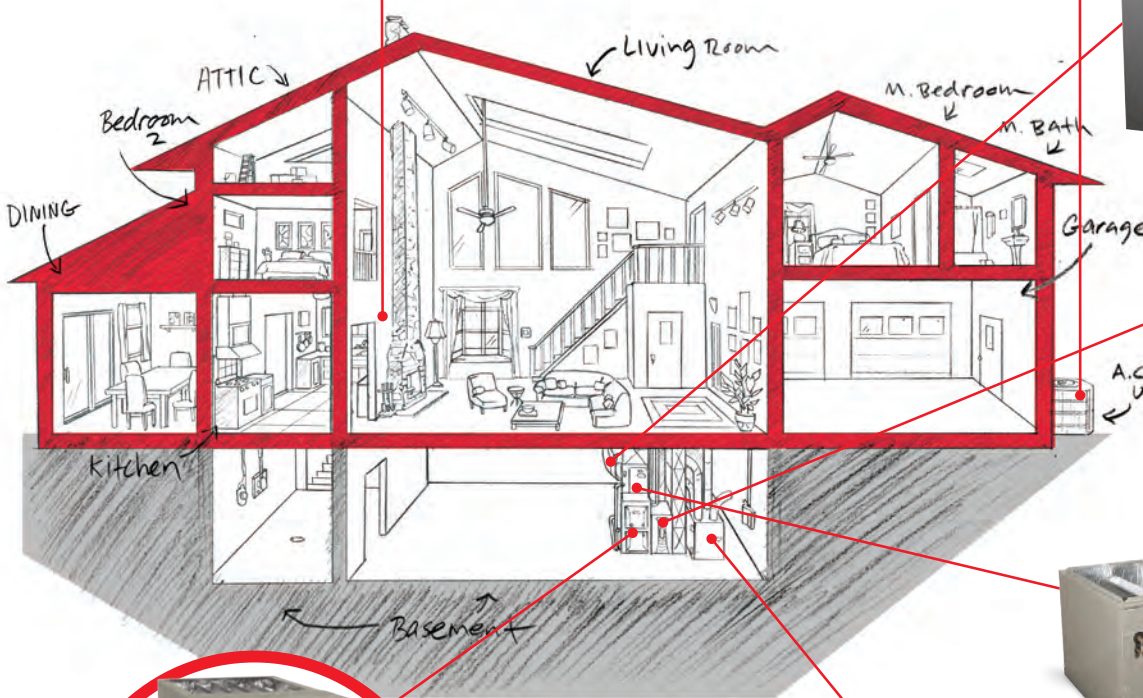 Living Room
ATTIC
M. Bedroom
Bedroom
2
M. Bath
DINING
Garage
A.C
Kitchen
Basement